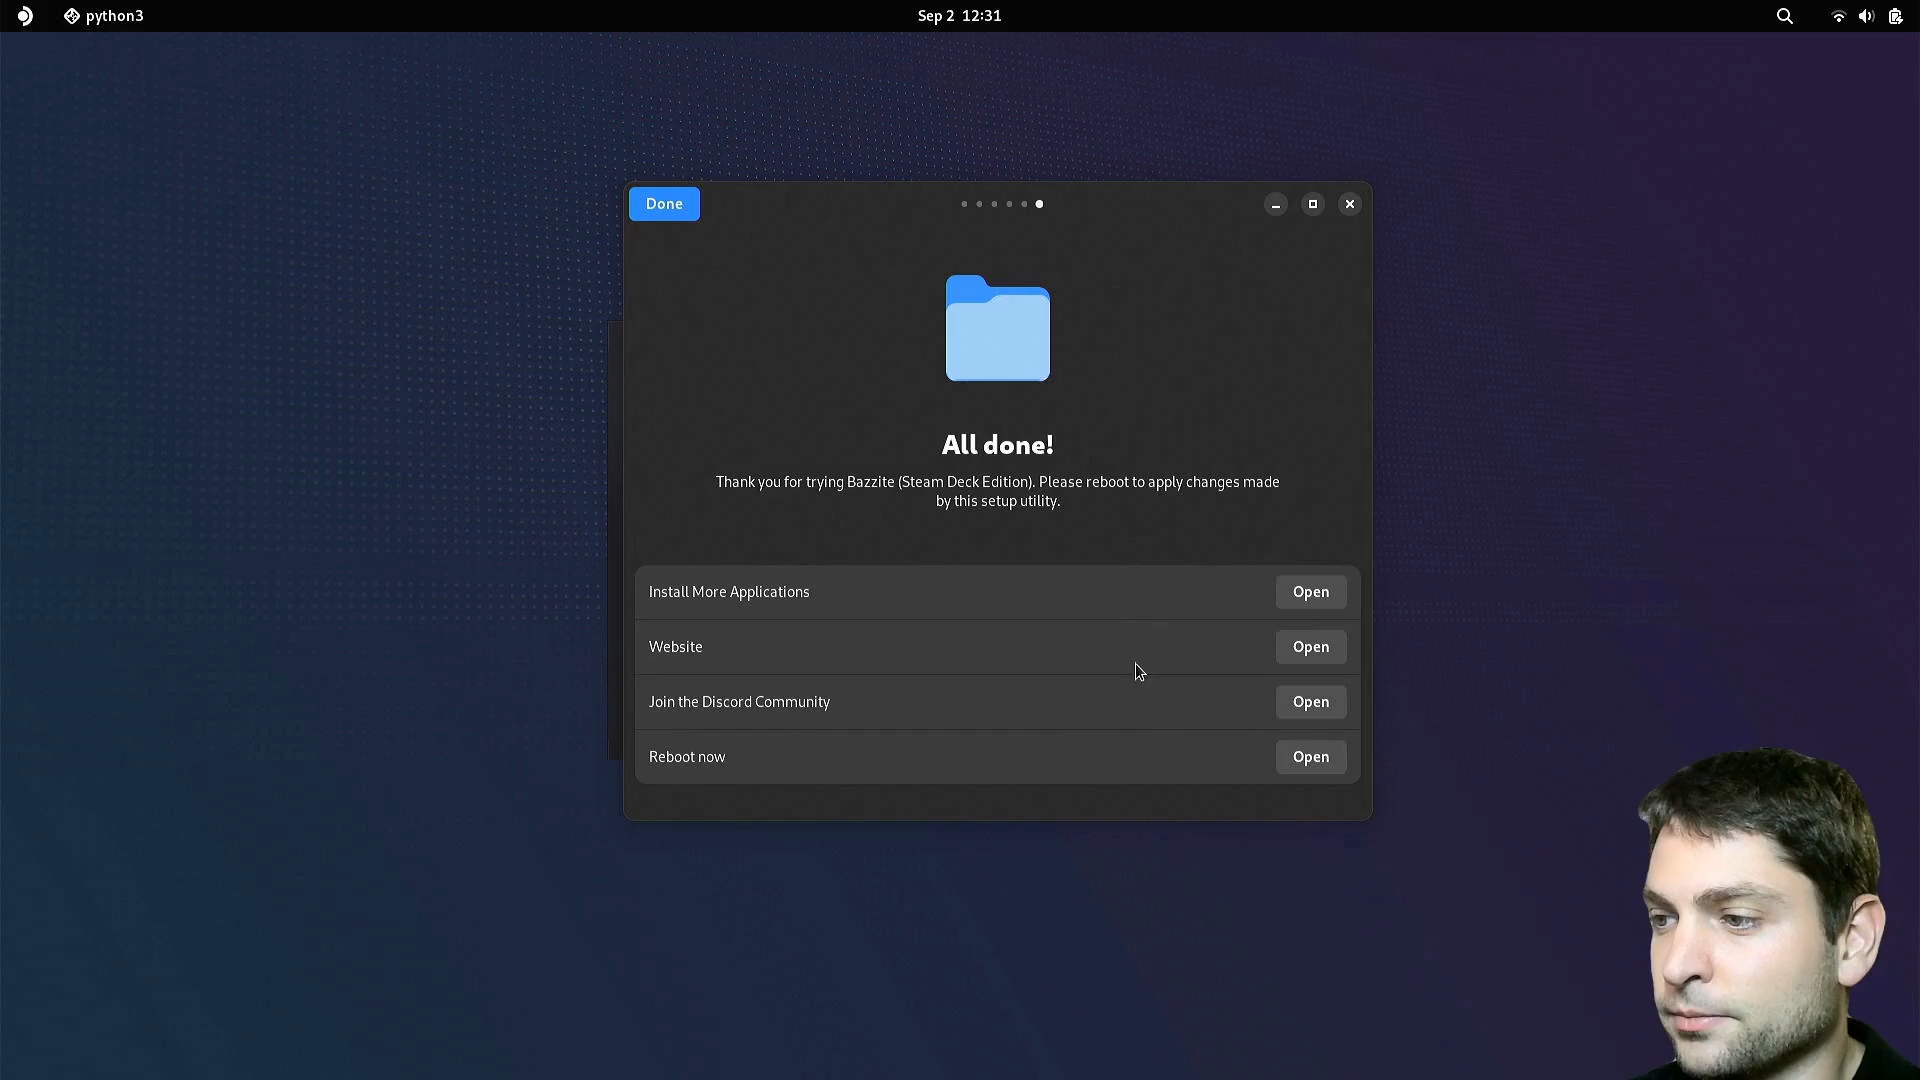 python3
Sep 2 12:31
Done
All done!
Thank you for trying Bazzite (Steam Deck Edition). Please reboot to apply changes made
by this setup utility.
Install More Applications
Open
Website
Open
Join the Discord Community
Open
Reboot now
Open